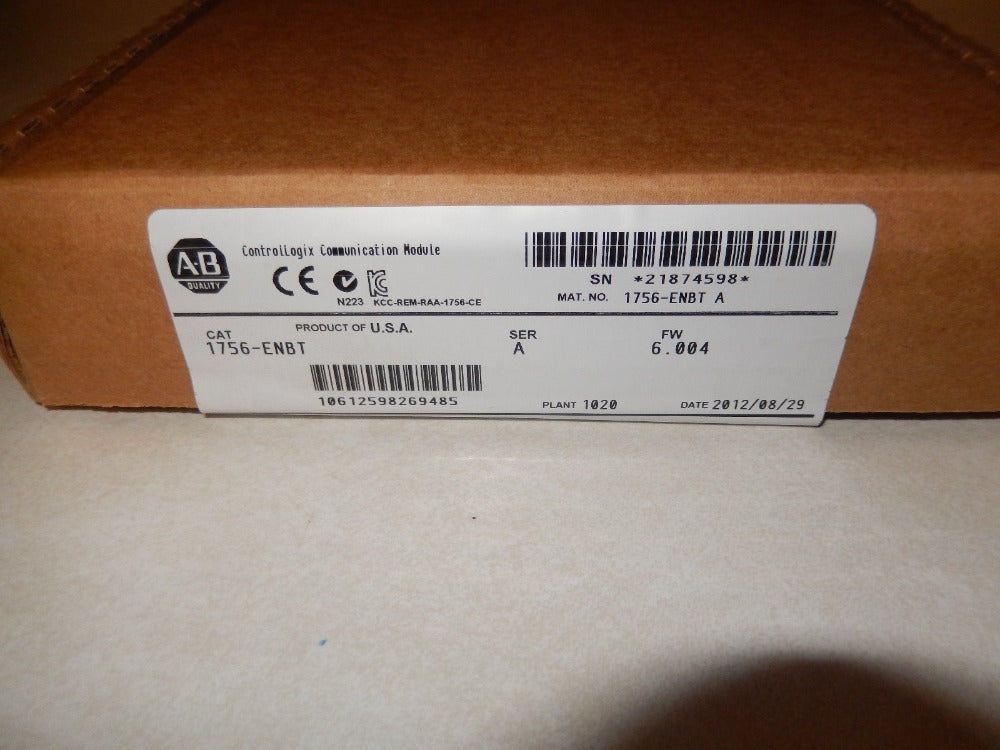 A-B
QUALITY
ControlLogix Communication Module
CE
N223 KCC-REM-RAA-1756-CE
SN *21874598*
MAT. NO. 1756-ENBT A
CAT
1756-ENBT
PRODUCT OF U.S.A.
SER
A
FW
6.004
10612598269485
PLANT 1020
DATE 2012/08/29